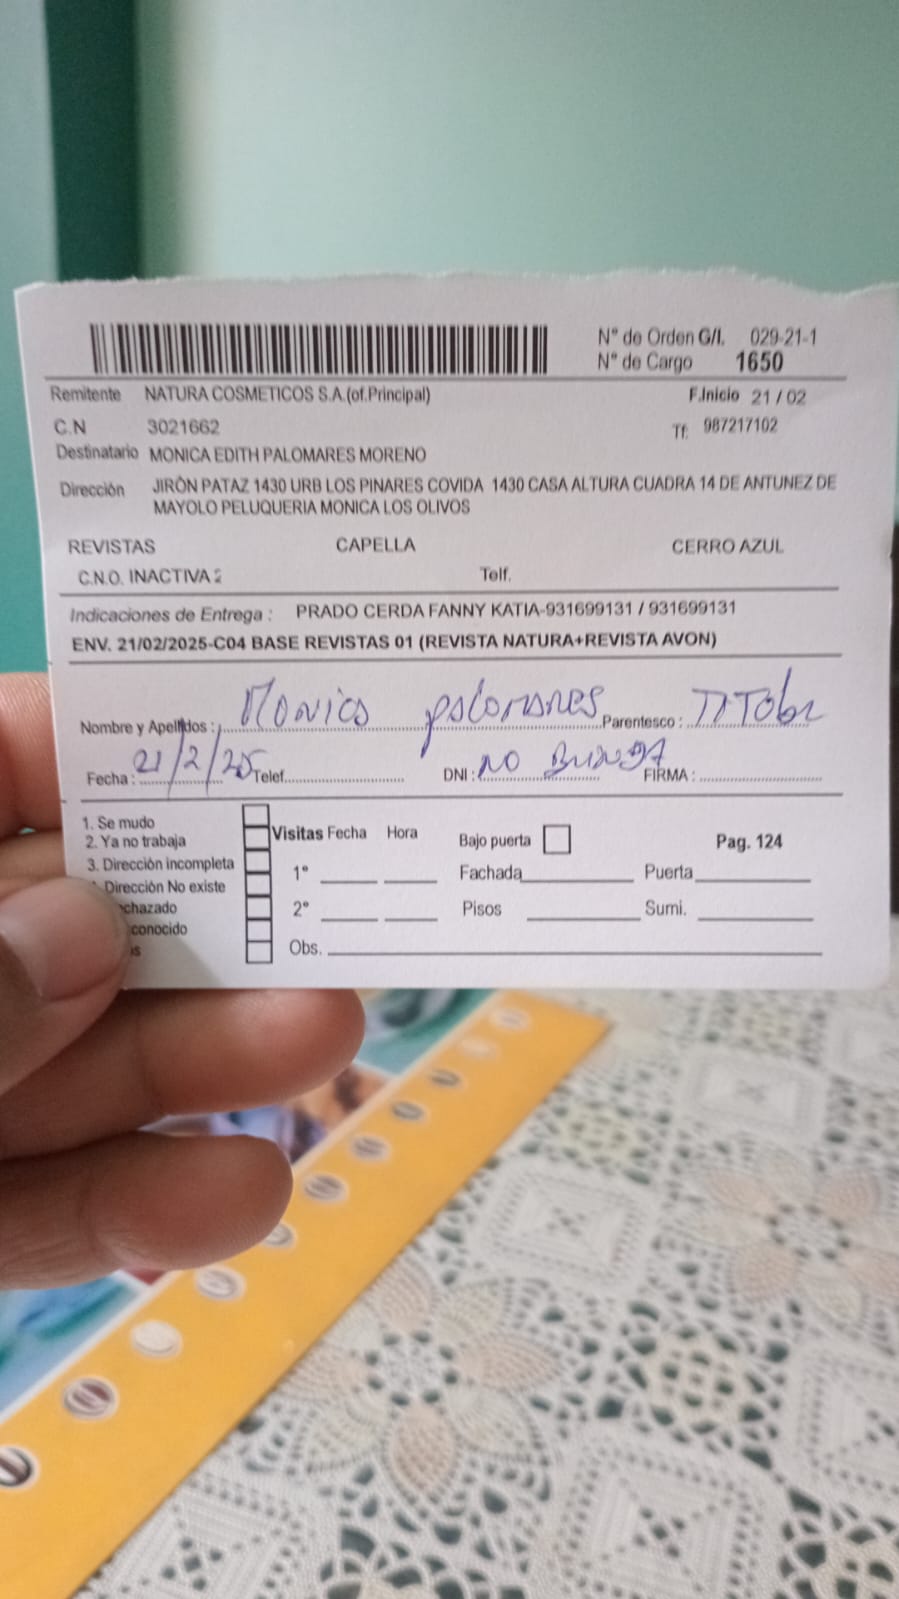 N° de Orden G/I. 029-21-1
N° de Cargo 1650
Remitente NATURA COSMETICOS S.A.(of.Principal) F.Inicio 21 / 02
C.N 3021662 Tf: 987217102
Destinatario MONICA EDITH PALOMARES MORENO
Dirección JIRÓN PATAZ 1430 URB LOS PINARES COVIDA 1430 CASA ALTURA CUADRA 14 DE ANTUNEZ DE
MAYOLO PELUQUERIA MONICA LOS OLIVOS
REVISTAS CAPELLA CERRO AZUL
C.N.O. INACTIVA 2 Telf.
Indicaciones de Entrega : PRADO CERDA FANNY KATIA-931699131 / 931699131
ENV. 21/02/2025-C04 BASE REVISTAS 01 (REVISTA NATURA+REVISTA AVON)
Nombre y Apellidos : Monica palomares Parentesco : TITOLar
Fecha : 21/2/25 Telef. DNI : NO BRINDA FIRMA :
1. Se mudo
2. Ya no trabaja Visitas Fecha Hora Bajo puerta Pag. 124
3. Dirección incompleta 1° Fachada Puerta
Dirección No existe
chazado 2° Pisos Sumi.
conocido
s Obs.